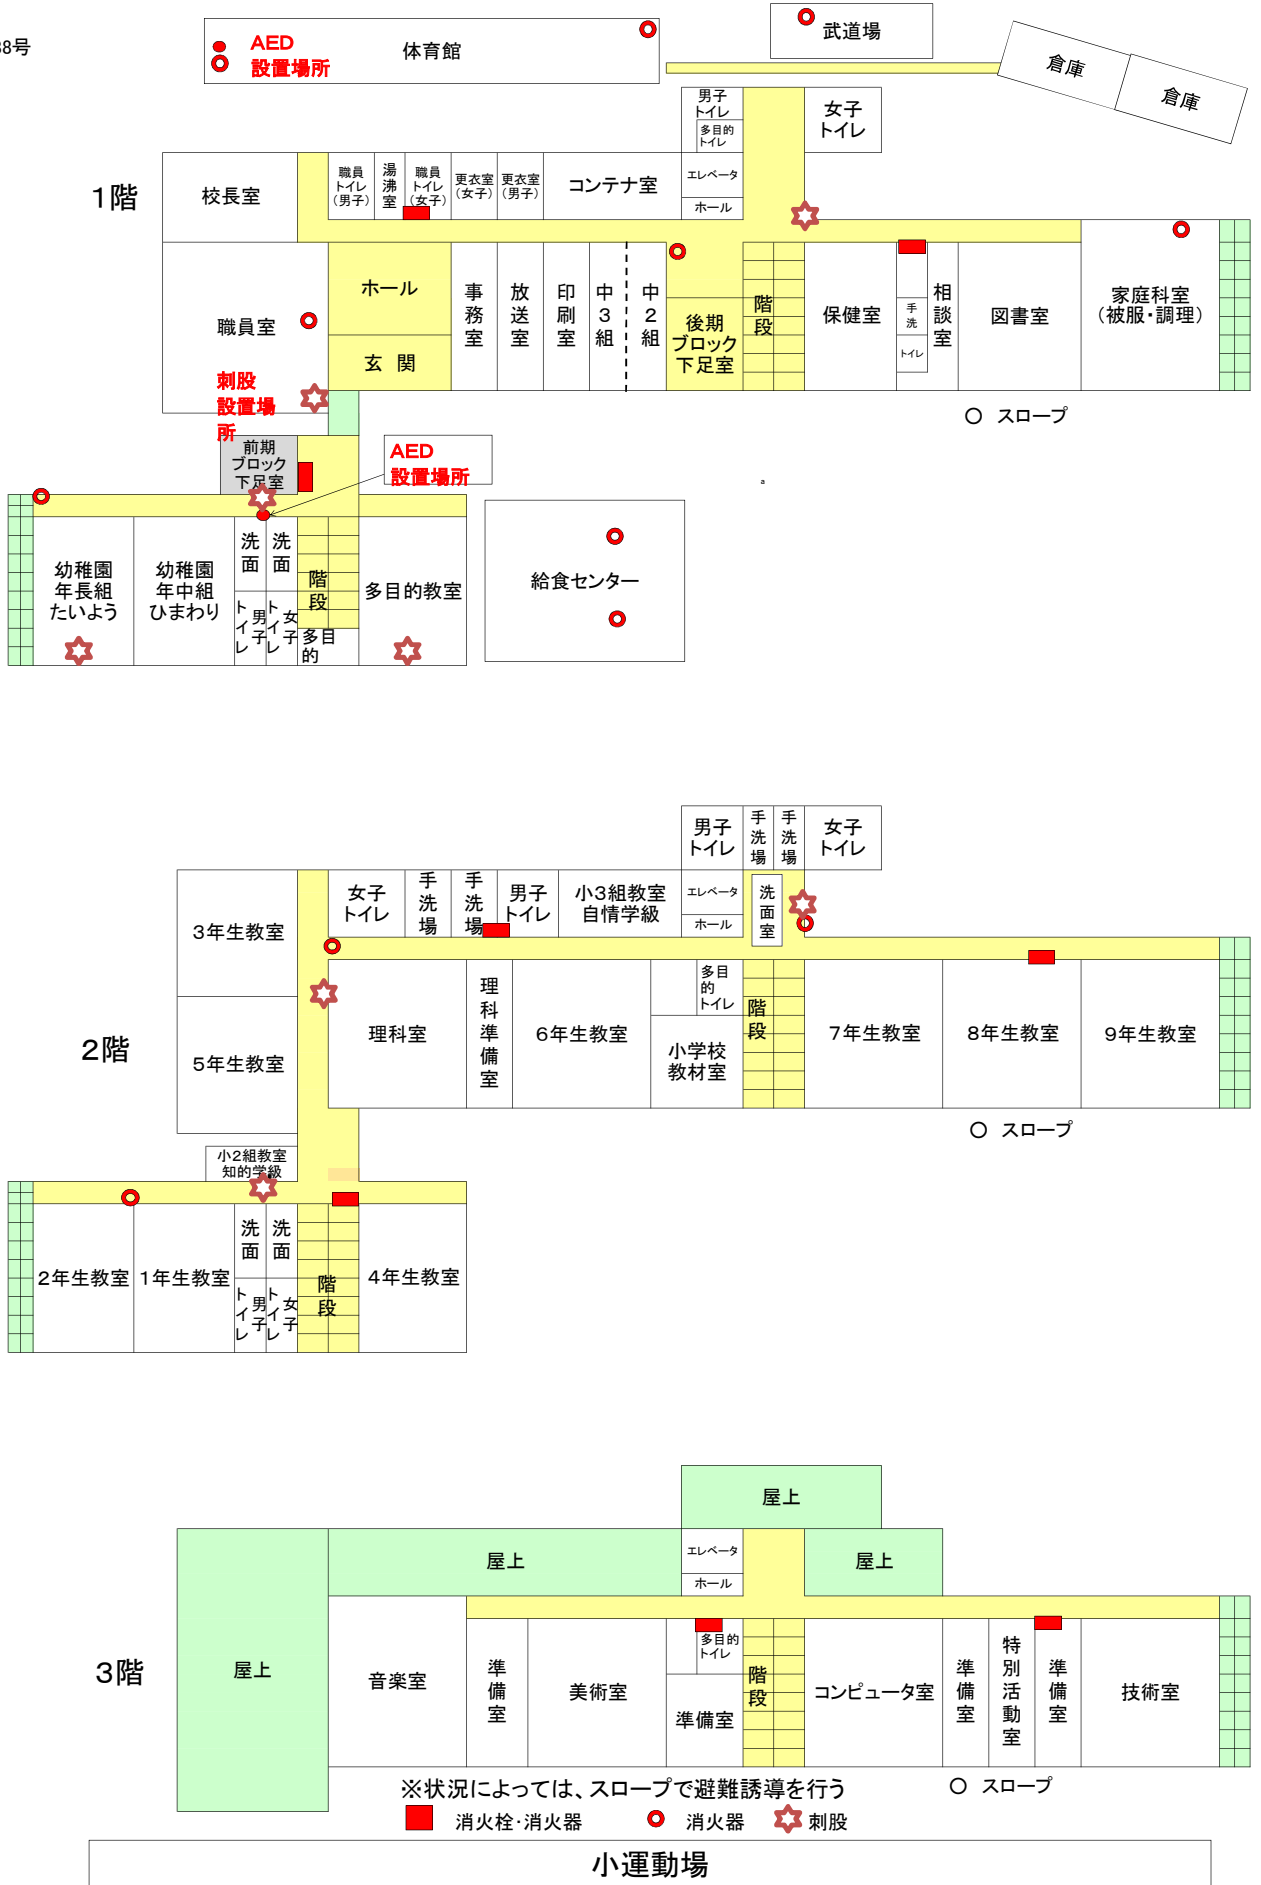 8号
AED
設置場所
体育館
武道場
倉庫
倉庫
男子
トイレ
多目的
トイレ
女子
トイレ
1階
校長室
職員
トイレ
(男子)
湯沸室
職員
トイレ
(女子)
更衣室
(女子)
更衣室
(男子)
コンテナ室
エレベータ
ホール
職員室
ホール
玄 関
事務室
放送室
印刷室
中3組
中2組
後期
ブロック
下足室
階段
保健室
手洗
トイレ
相談室
図書室
家庭科室
(被服・調理)
刺股
設置場
所
○ スロープ
前期
ブロック
下足室
AED
設置場所
a
幼稚園
年長組
たいよう
幼稚園
年中組
ひまわり
洗面
洗面
男子
トイレ
女子
トイレ
階段
多目
的
多目的教室
給食センター
男子
トイレ
手洗場
手洗場
女子
トイレ
2階
3年生教室
女子
トイレ
手洗場
手洗場
男子
トイレ
小3組教室
自情学級
エレベータ
ホール
洗面室
5年生教室
理科室
理科準備室
6年生教室
多目
的
トイレ
小学校
教材室
階段
7年生教室
8年生教室
9年生教室
○ スロープ
小2組教室
知的学級
2年生教室
1年生教室
洗面
洗面
男子
トイレ
女子
トイレ
階段
4年生教室
屋上
3階
屋上
屋上
エレベータ
ホール
屋上
音楽室
準備室
美術室
多目的
トイレ
準備室
階段
コンピュータ室
準備室
特別活動室
準備室
技術室
※状況によっては、スロープで避難誘導を行う
○ スロープ
消火栓・消火器
消火器
刺股
小運動場